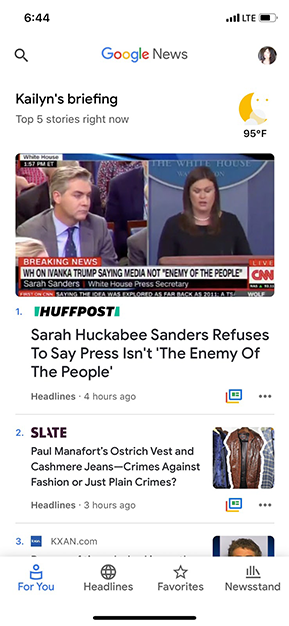 6:44
LTE
Google News
Kailyn's briefing
Top 5 stories right now
95°F
White House
1:57 PM ET
THE WHITE HOUSE
BREAKING NEWS
LIVE
WH ON IVANKA TRUMP SAYING MEDIA NOT "ENEMY OF THE PEOPLE"
CNN
Sarah Sanders | White House Press Secretary
FIRST ON CNN SAYING THE IDEA WAS EXPLORED AS FAR BACK AS 2011; A
WOLF
1. HUFFPOST
Sarah Huckabee Sanders Refuses
To Say Press Isn't 'The Enemy Of
The People'
Headlines · 4 hours ago
2. SLATE
Paul Manafort's Ostrich Vest and
Cashmere Jeans—Crimes Against
Fashion or Just Plain Crimes?
Headlines · 3 hours ago
3. KXAN.com
For You
Headlines
Favorites
Newsstand